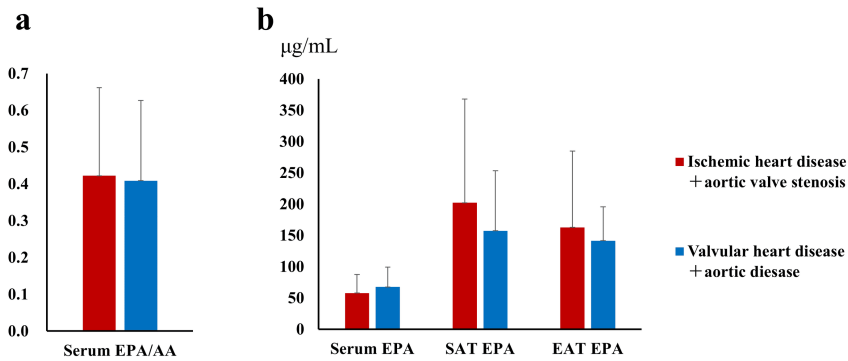 a
0.7
0.6
0.5
0.4
0.3
0.2
0.1
0.0
Serum EPA/AA
b
μg/mL
400
350
300
250
200
150
100
50
0
Serum EPA
SAT EPA
EAT EPA
Ischemic heart disease
＋aortic valve stenosis
Valvular heart disease
＋aortic diesase